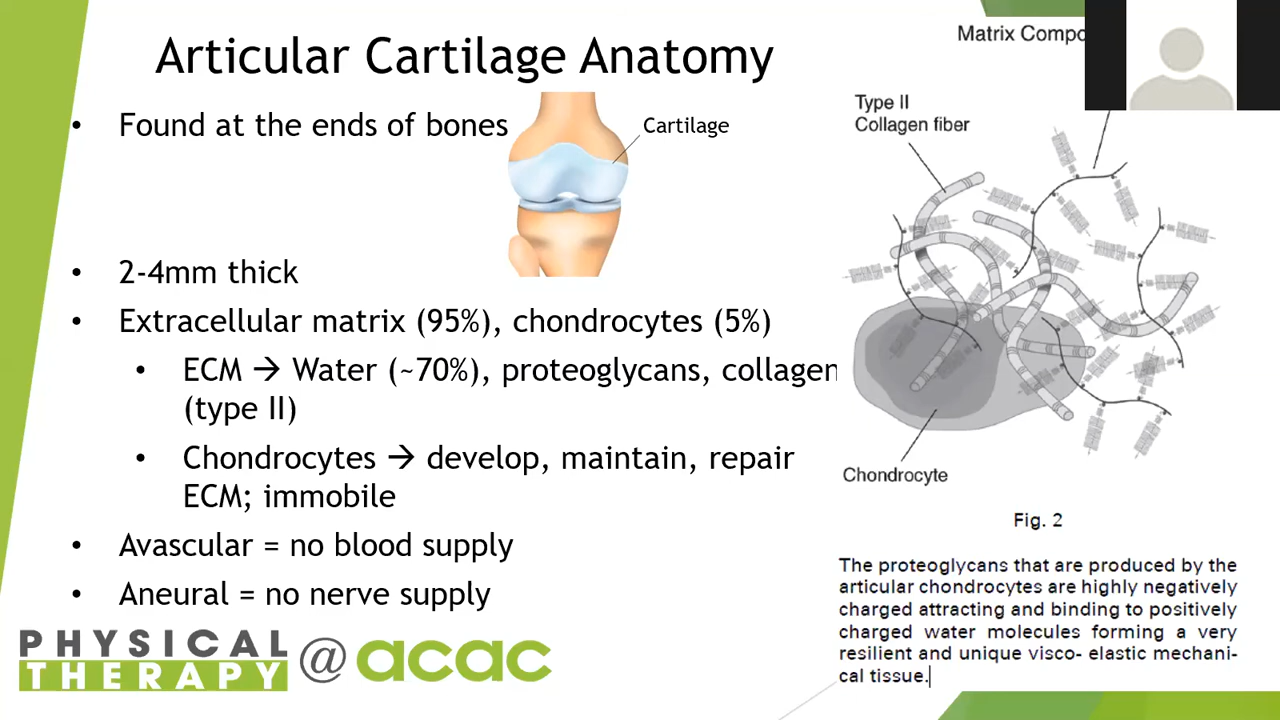 Articular Cartilage Anatomy
• Found at the ends of bones
Cartilage
• 2-4mm thick
• Extracellular matrix (95%), chondrocytes (5%)
• ECM → Water (~70%), proteoglycans, collagen
(type II)
• Chondrocytes → develop, maintain, repair
ECM; immobile
• Avascular = no blood supply
• Aneural = no nerve supply
PHYSICAL
THERAPY
@acac
Matrix
Type II
Collagen fiber
Chondrocyte
Fig. 2
The proteoglycans that are produced by the
articular chondrocytes are highly negatively
charged attracting and binding to positively
charged water molecules forming a very
resilient and unique visco- elastic mechani-
cal tissue.